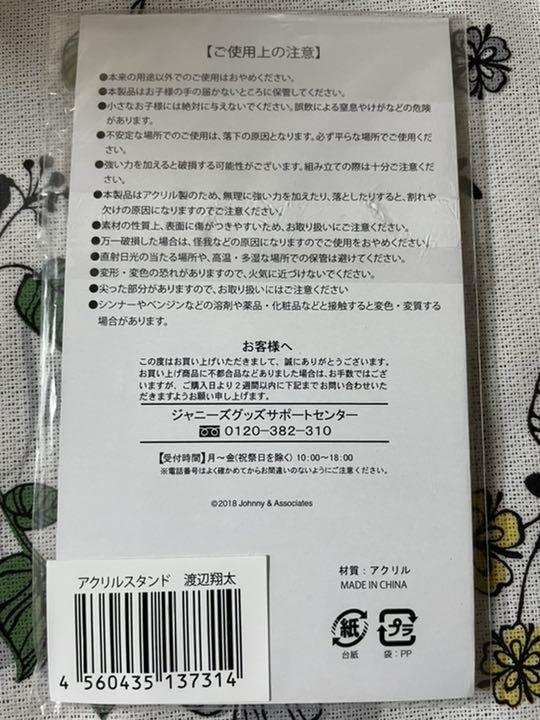 【ご使用上の注意】
●本来の用途以外でのご使用はおやめください。
●本製品はお子様の手の届かないところに保管してください。
●小さなお子様には絶対に与えないでください。誤飲による窒息やけがなどの危険
があります。
●不安定な場所でのご使用は、落下の原因となります。必ず平らな場所でご使用くだ
さい。
●強い力を加えると破損する可能性がございます。組み立ての際は十分ご注意くだ
さい。
●本製品はアクリル製のため、無理に強い力を加えたり、落としたりすると、割れや
欠けの原因になりますのでご注意ください。
●素材の性質上、表面に傷がつきやすいため、お取り扱いにご注意ください。
●万一破損した場合は、怪我などの原因になりますのでご使用をおやめください。
●直射日光の当たる場所や、高温・多湿な場所での保管は避けてください。
●変形・変色の恐れがありますので、火気に近づけないでください。
●尖った部分がありますので、お取り扱いにはご注意ください
●シンナーやベンジンなどの溶剤や薬品・化粧品などと接触すると変色・変質する
場合があります。
お客様へ
この度はお買い上げいただきまして、誠にありがとうございます。
お買い上げ商品に不都合品などありました場合は、お手数ではござ
いますが、ご購入日より2週間以内に下記までお問い合わせいた
だきますようお願い申し上げます。
ジャニーズグッズサポートセンター
0120-382-310
【受付時間】月～金(祝祭日を除く)10:00～18:00
※電話番号はよく確かめてからお間違いのないようにご注意ください。
©2018 Johnny & Associates
材質：アクリル
MADE IN CHINA
アクリルスタンド 渡辺翔太
4 560435 137314
紙 プラ
台紙 袋：PP